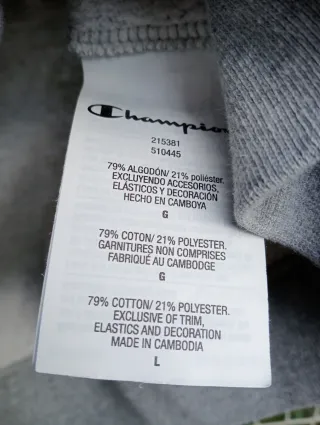 Champion
215381
510445
79% ALGODÓN/ 21% poliéster.
EXCLUYENDO ACCESORIOS,
ELÁSTICOS Y DECORACIÓN
HECHO EN CAMBOYA
G
79% COTON/ 21% POLYESTER.
GARNITURES NON COMPRISES
FABRIQUÉ AU CAMBODGE
G
79% COTTON/ 21% POLYESTER.
EXCLUSIVE OF TRIM,
ELASTICS AND DECORATION
MADE IN CAMBODIA
L